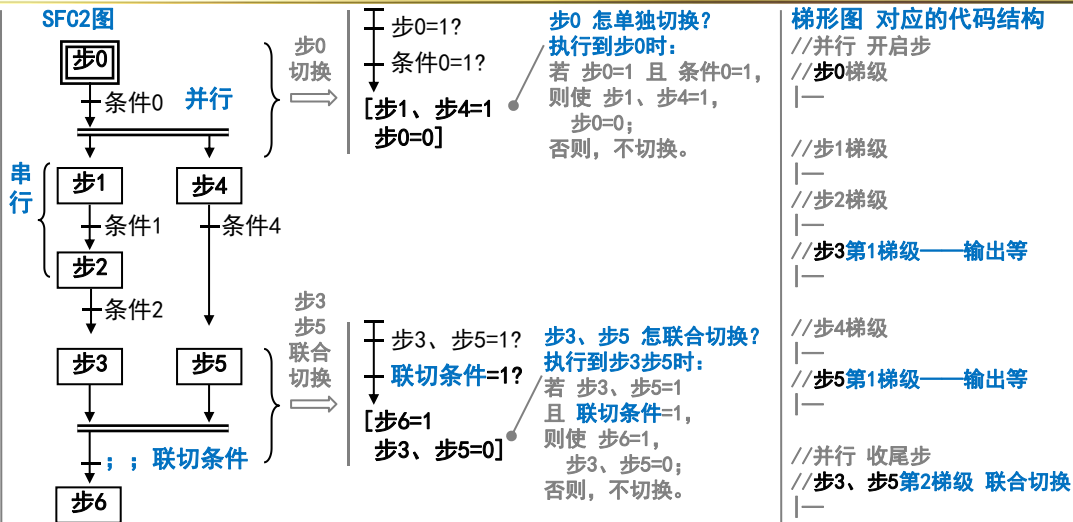 SFC2图
步0
条件0
并行
串行
步1
步4
条件1
条件4
步2
条件2
步3
步5
；；联切条件
步6
步0
切换
步0=1?
条件0=1?
[步1、步4=1
步0=0]
步0 怎单独切换?
执行到步0时:
若 步0=1 且 条件0=1,
则使 步1、步4=1,
步0=0;
否则, 不切换。
步3
步5
联合
切换
步3、步5=1?
联切条件=1?
[步6=1
步3、步5=0]
步3、步5 怎联合切换?
执行到步3步5时:
若 步3、步5=1
且 联切条件=1,
则使 步6=1,
步3、步5=0;
否则, 不切换。
梯形图 对应的代码结构
//并行 开启步
//步0梯级
|—
//步1梯级
|—
//步2梯级
|—
//步3第1梯级——输出等
|—
//步4梯级
|—
//步5第1梯级——输出等
|—
//并行 收尾步
//步3、步5第2梯级 联合切换
|—